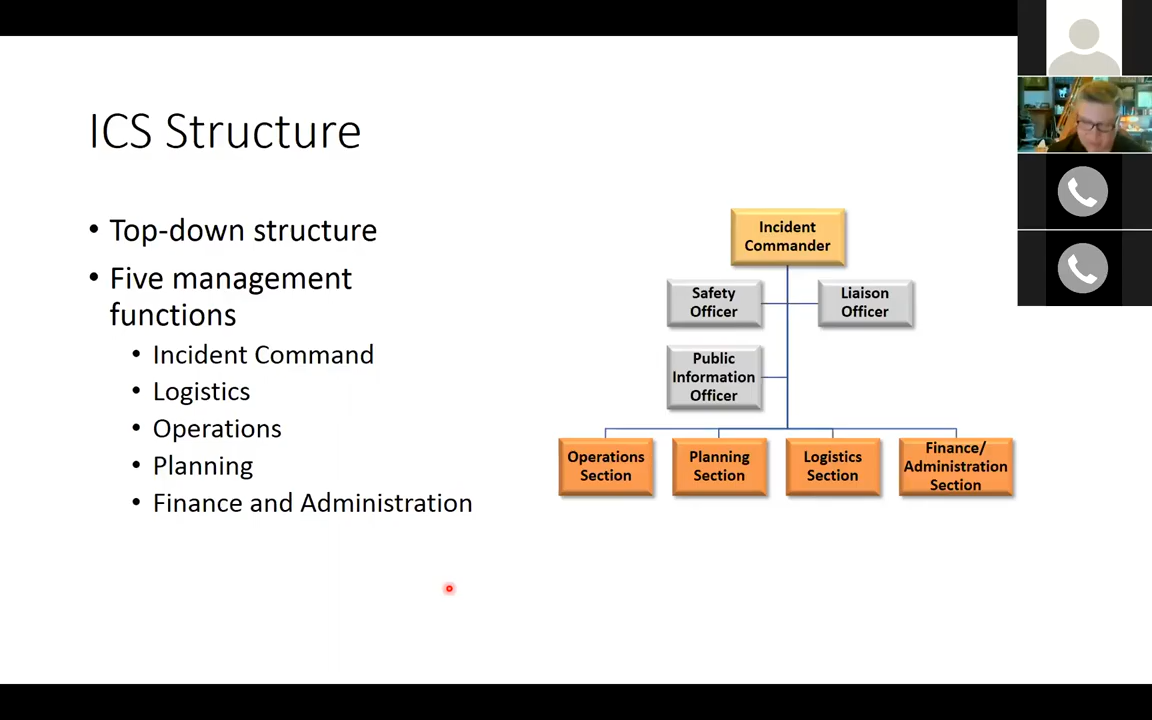 ICS Structure
• Top-down structure
• Five management
functions
• Incident Command
• Logistics
• Operations
• Planning
• Finance and Administration
Incident
Commander
Safety
Officer
Liaison
Officer
Public
Information
Officer
Operations
Section
Planning
Section
Logistics
Section
Finance/
Administration
Section